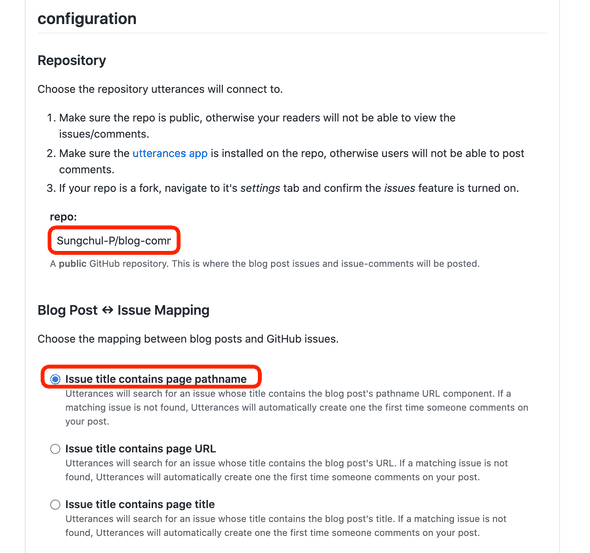 configuration
Repository
Choose the repository utterances will connect to.
1. Make sure the repo is public, otherwise your readers will not be able to view the
issues/comments.
2. Make sure the utterances app is installed on the repo, otherwise users will not be able to post
comments.
3. If your repo is a fork, navigate to it's settings tab and confirm the issues feature is turned on.
repo:
Sungchul-P/blog-comr
A public GitHub repository. This is where the blog post issues and issue-comments will be posted.
Blog Post ↔ Issue Mapping
Choose the mapping between blog posts and GitHub issues.
Issue title contains page pathname
Utterances will search for an issue whose title contains the blog post's pathname URL component. If a
matching issue is not found, Utterances will automatically create one the first time someone comments on
your post.
Issue title contains page URL
Utterances will search for an issue whose title contains the blog post's URL. If a matching issue is not
found, Utterances will automatically create one the first time someone comments on your post.
Issue title contains page title
Utterances will search for an issue whose title contains the blog post's title. If a matching issue is not
found, Utterances will automatically create one the first time someone comments on your post.